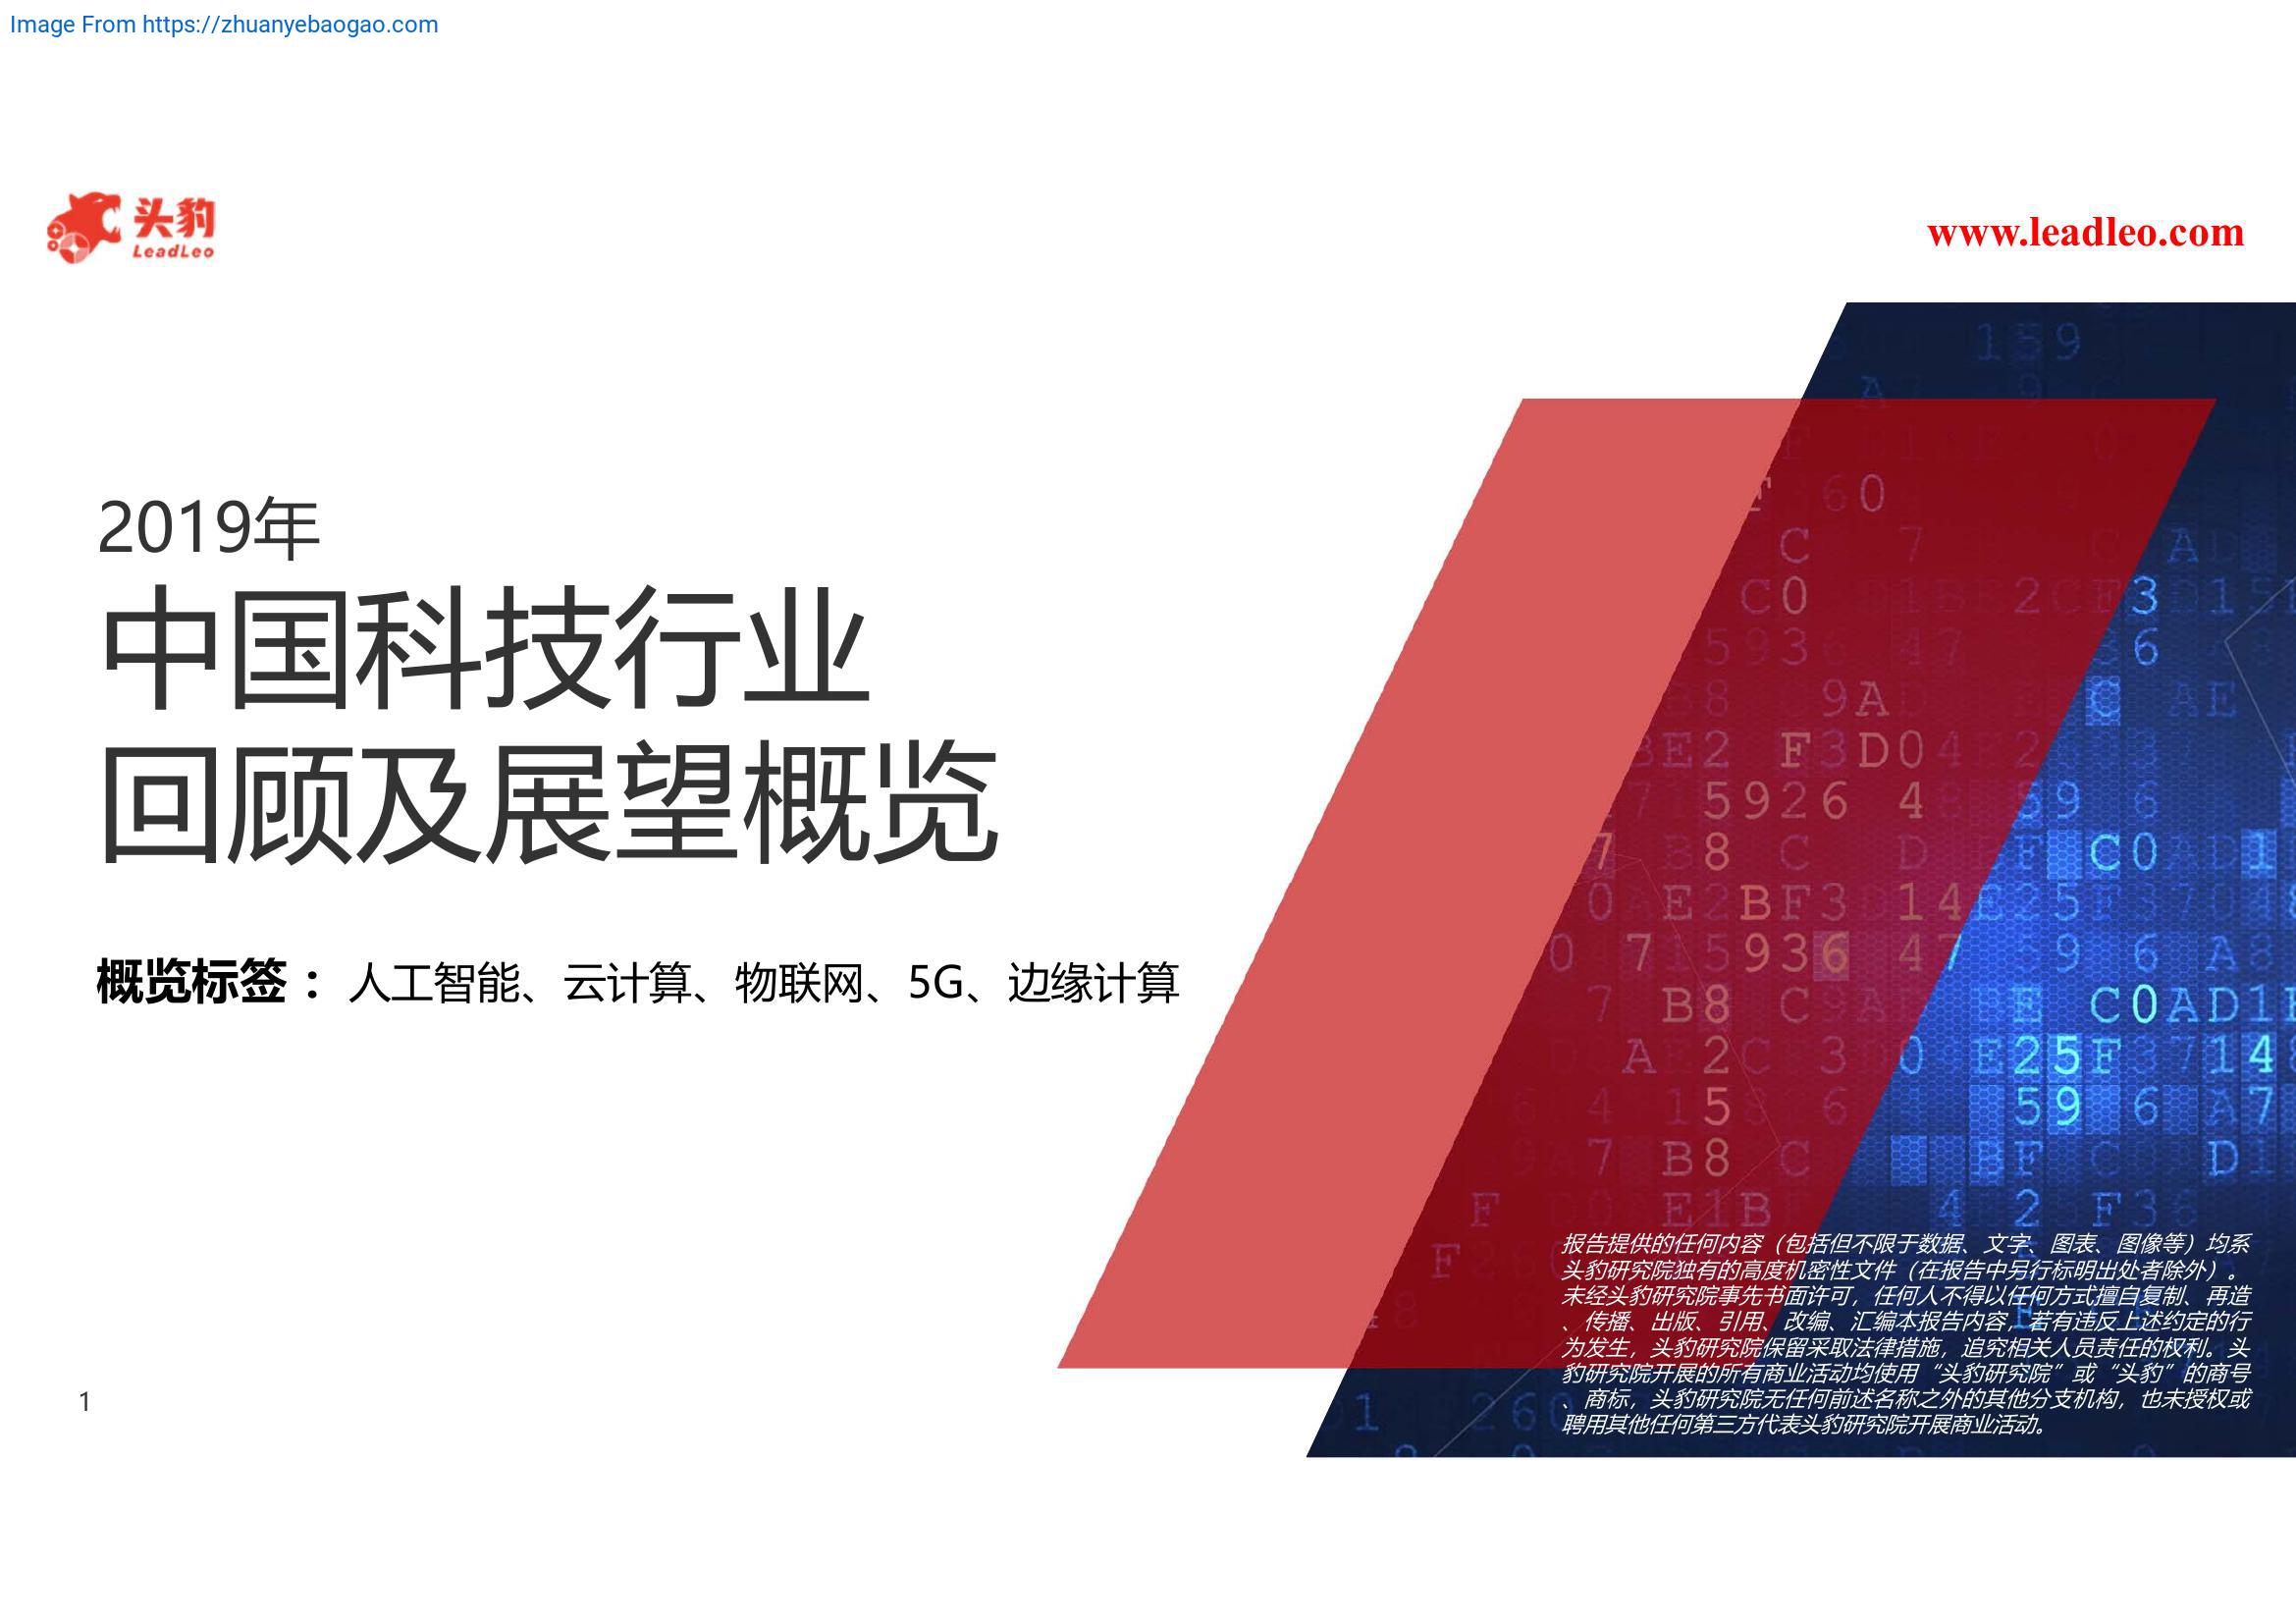 Image From https://zhuanyebaogao.com
头豹
LeadLeo
www.leadleo.com
2019年
中国科技行业
回顾及展望概览
概览标签：人工智能、云计算、物联网、5G、边缘计算
报告提供的任何内容（包括但不限于数据、文字、图表、图像等）均系
头豹研究院独有的高度机密性文件（在报告中另行标明出处者除外）。
未经头豹研究院事先书面许可，任何人不得以任何方式擅自复制、再造
、传播、出版、引用、改编、汇编本报告内容，若有违反上述约定的行
为发生，头豹研究院保留采取法律措施，追究相关人员责任的权利。头
豹研究院开展的所有商业活动均使用“头豹研究院”或“头豹”的商号
、商标，头豹研究院无任何前述名称之外的其他分支机构，也未授权或
聘用其他任何第三方代表头豹研究院开展商业活动。
1